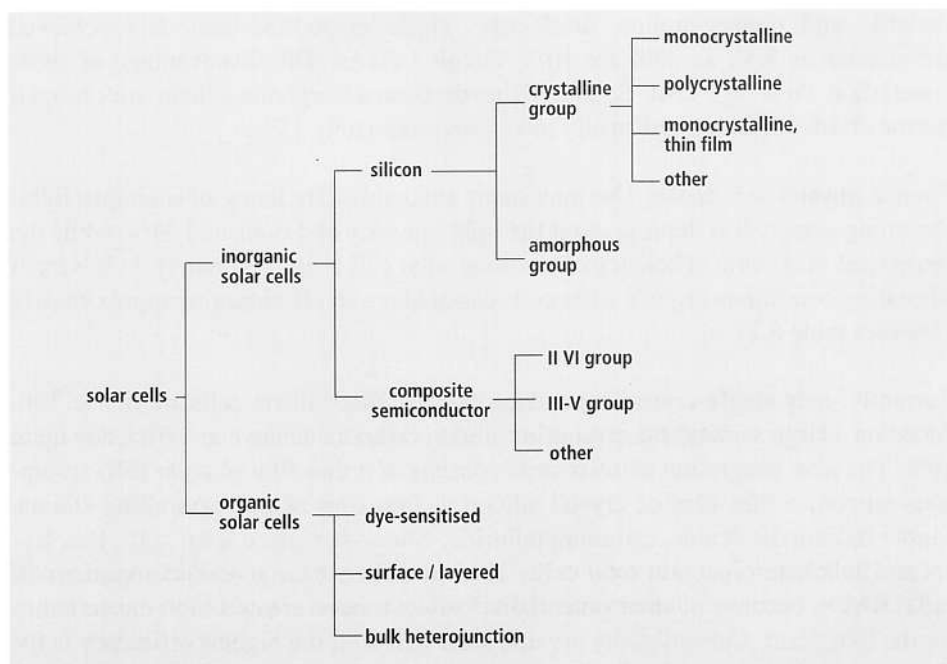 monocrystalline
crystalline
group
polycrystalline
monocrystalline,
thin film
silicon
other
inorganic
solar cells
amorphous
group
II VI group
solar cells
composite
semiconductor
III-V group
other
organic
solar cells
dye-sensitised
surface / layered
bulk heterojunction